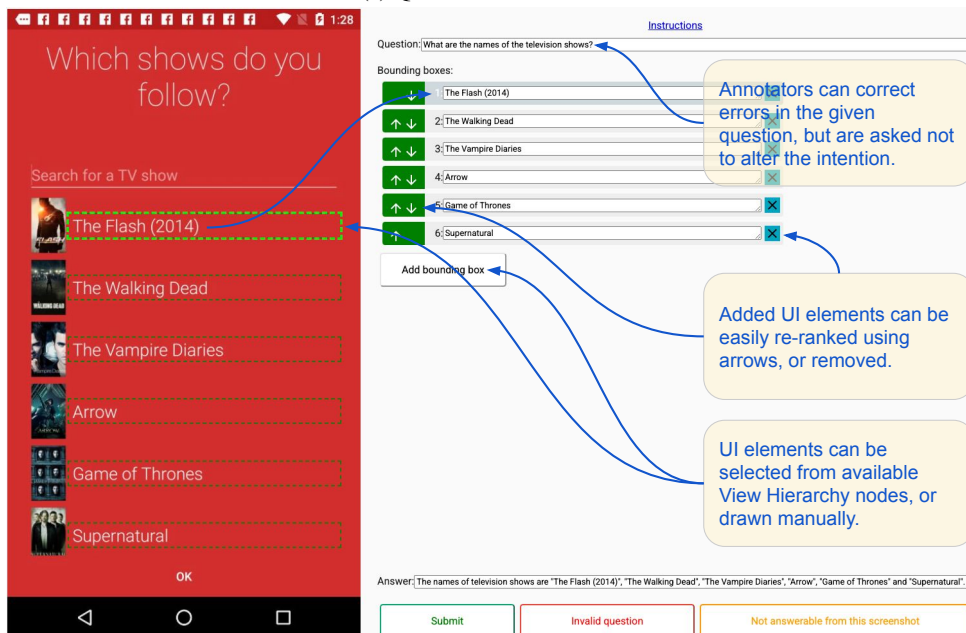 1:28
Which shows do you
follow?
Search for a TV show
The Flash (2014)
The Walking Dead
The Vampire Diaries
Arrow
Game of Thrones
Supernatural
OK
Instructions
Question: What are the names of the television shows?
Bounding boxes:
1: The Flash (2014)
2: The Walking Dead
3: The Vampire Diaries
4: Arrow
5: Game of Thrones
6: Supernatural
Add bounding box
Annotators can correct
errors in the given
question, but are asked not
to alter the intention.
Added UI elements can be
easily re-ranked using
arrows, or removed.
UI elements can be
selected from available
View Hierarchy nodes, or
drawn manually.
Answer: The names of television shows are "The Flash (2014)", "The Walking Dead", "The Vampire Diaries", "Arrow", "Game of Thrones" and "Supernatural".
Submit
Invalid question
Not answerable from this screenshot